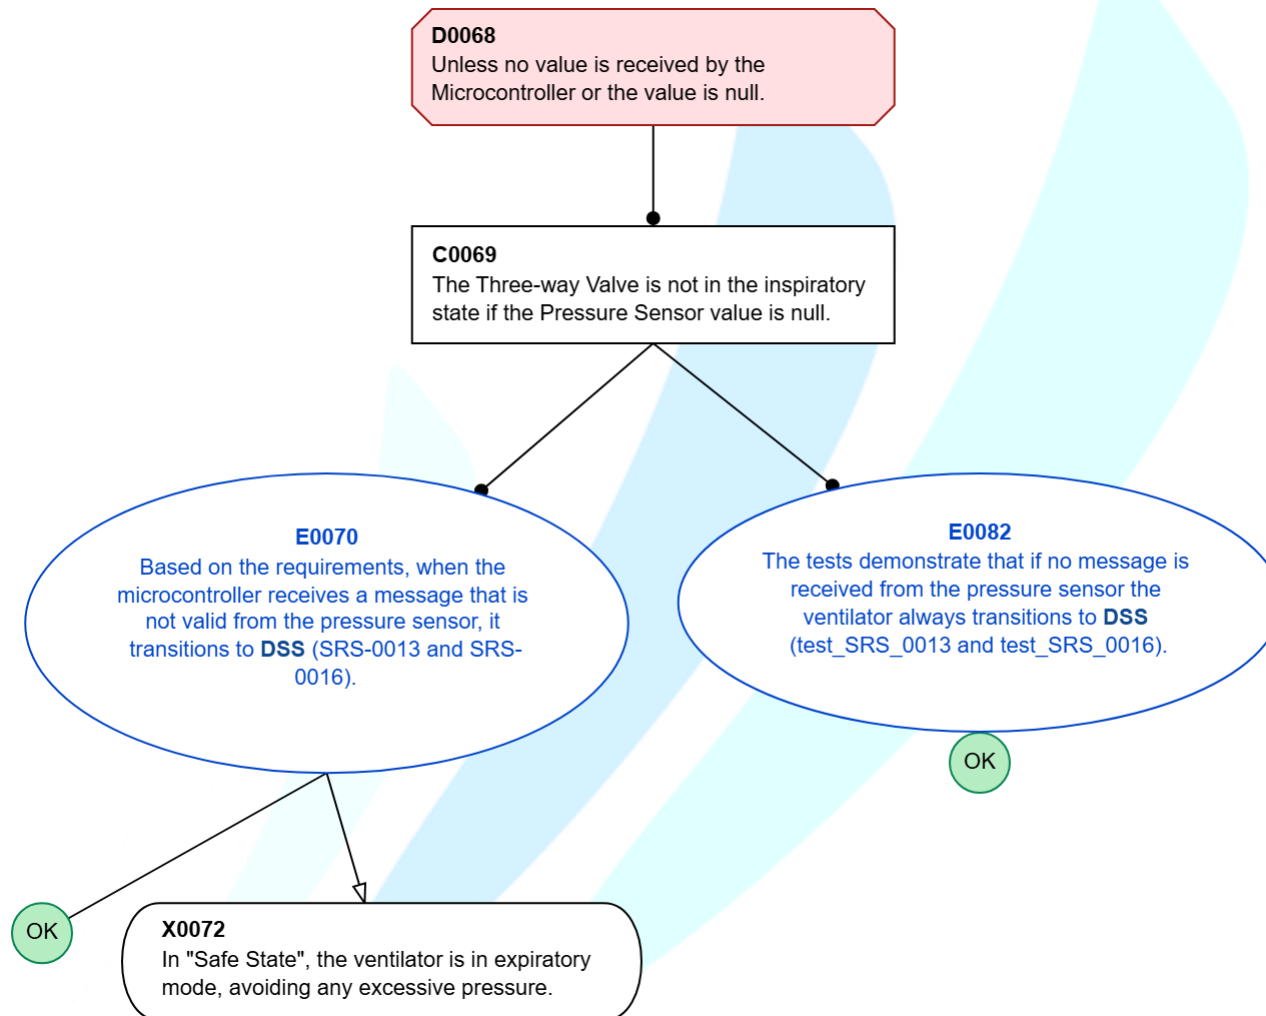 D0068
Unless no value is received by the
Microcontroller or the value is null.
C0069
The Three-way Valve is not in the inspiratory
state if the Pressure Sensor value is null.
E0070
Based on the requirements, when the
microcontroller receives a message that is
not valid from the pressure sensor, it
transitions to DSS (SRS-0013 and SRS-
0016).
E0082
The tests demonstrate that if no message is
received from the pressure sensor the
ventilator always transitions to DSS
(test_SRS_0013 and test_SRS_0016).
OK
OK
X0072
In "Safe State", the ventilator is in expiratory
mode, avoiding any excessive pressure.